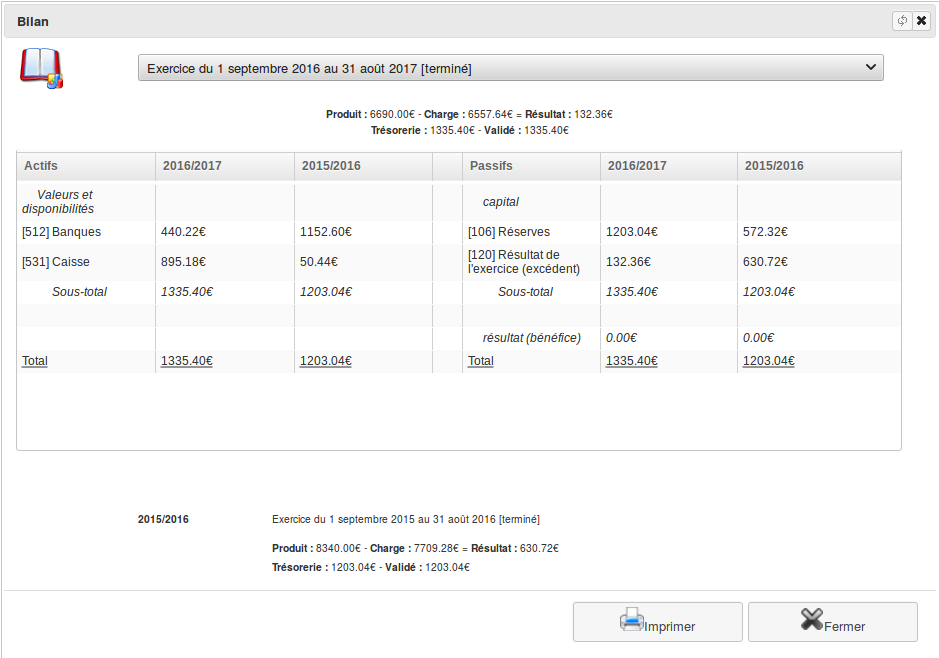 Bilan
Exercice du 1 septembre 2016 au 31 août 2017 [terminé]
Produit : 6690.00€ - Charge : 6557.64€ = Résultat : 132.36€
Trésorerie : 1335.40€ - Validé : 1335.40€
Actifs 2016/2017 2015/2016 Passifs 2016/2017 2015/2016
Valeurs et
disponibilités capital
[512] Banques 440.22€ 1152.60€ [106] Réserves 1203.04€ 572.32€
[531] Caisse 895.18€ 50.44€ [120] Résultat de
l'exercice (excédent) 132.36€ 630.72€
Sous-total 1335.40€ 1203.04€ Sous-total 1335.40€ 1203.04€
résultat (bénéfice) 0.00€ 0.00€
Total 1335.40€ 1203.04€ Total 1335.40€ 1203.04€
2015/2016 Exercice du 1 septembre 2015 au 31 août 2016 [terminé]
Produit : 8340.00€ - Charge : 7709.28€ = Résultat : 630.72€
Trésorerie : 1203.04€ - Validé : 1203.04€
Imprimer Fermer